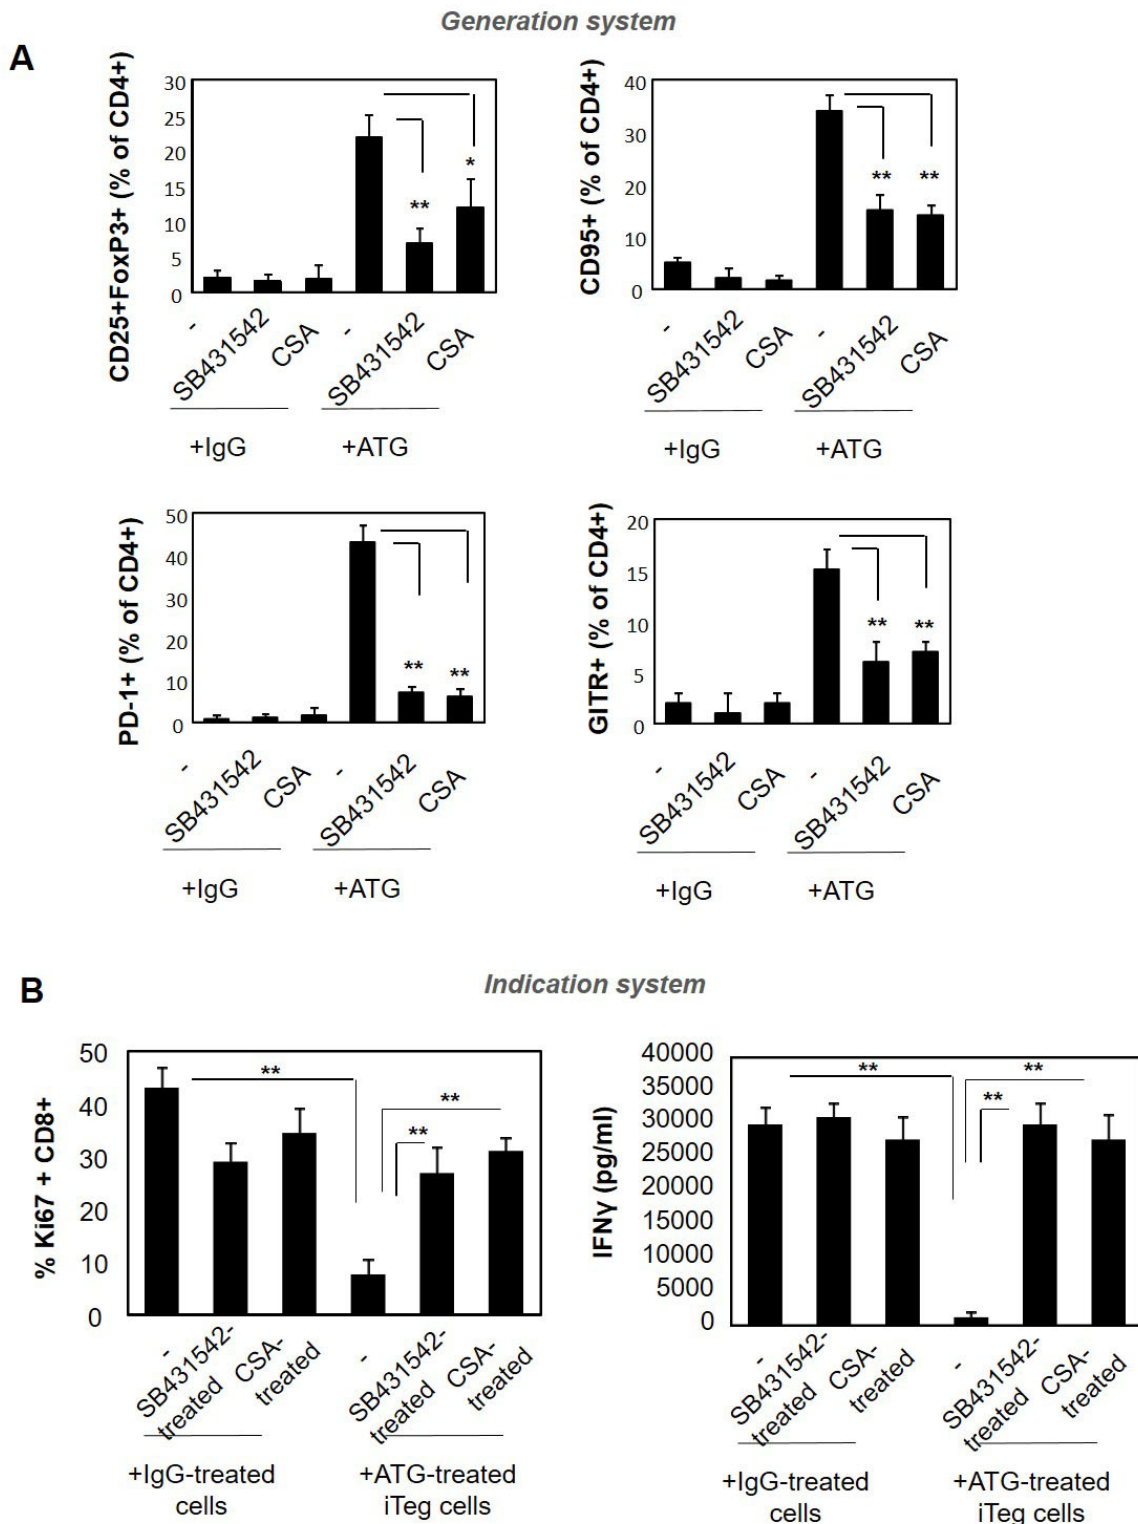 Generation system
A
CD25+FoxP3+ (% of CD4+)
30
25
20
15
10
5
0
**
*
-
SB431542
CSA
-
SB431542
CSA
+IgG
+ATG
CD95+ (% of CD4+)
40
30
20
10
0
**
**
-
SB431542
CSA
-
SB431542
CSA
+IgG
+ATG
PD-1+ (% of CD4+)
50
40
30
20
10
0
**
**
-
SB431542
CSA
-
SB431542
CSA
+IgG
+ATG
GITR+ (% of CD4+)
20
15
10
5
0
**
**
-
SB431542
CSA
-
SB431542
CSA
+IgG
+ATG
B
Indication system
% Ki67 + CD8+
50
40
30
20
10
0
**
**
**
-
SB431542-
treated
CSA-
treated
-
SB431542-
treated
CSA-
treated
+IgG-treated
cells
+ATG-treated
iTeg cells
IFNγ (pg/ml)
40000
35000
30000
25000
20000
15000
10000
5000
0
**
**
**
-
SB431542-
treated
CSA-
treated
-
SB431542-
treated
CSA-
treated
+IgG-treated
cells
+ATG-treated
iTeg cells